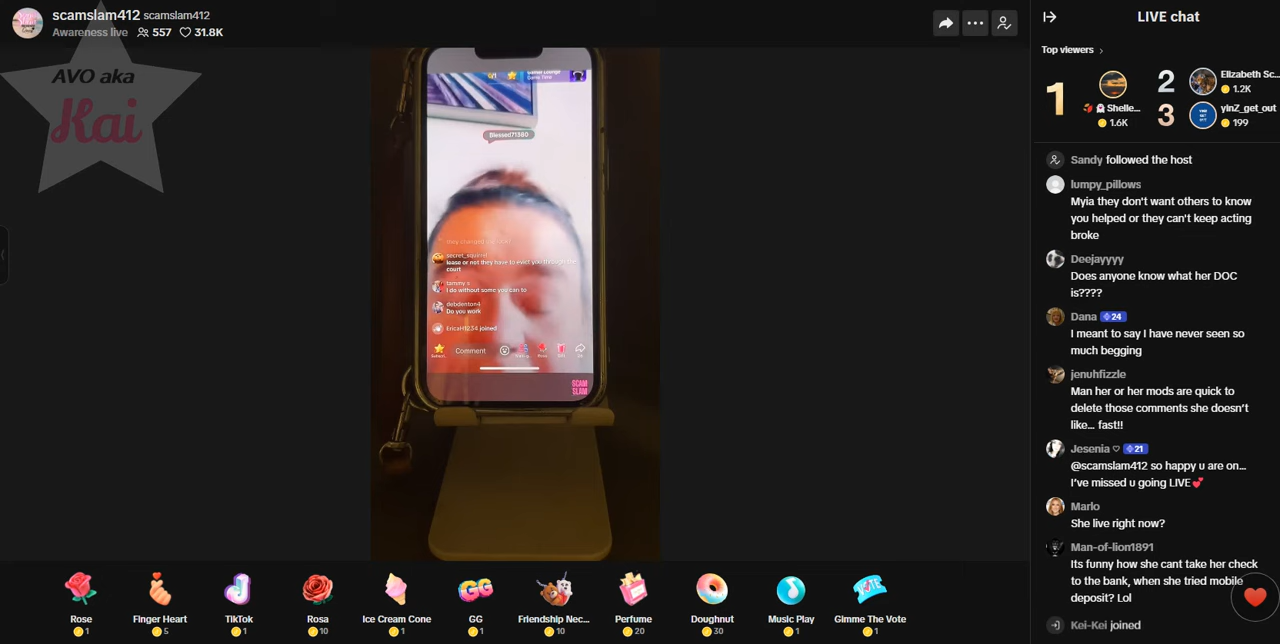 scamslam412 scamslam412
Awareness live 557 31.8K
AVO aka
Kai
Blessed71360
secret_squirrel
court
tammy s
I do without some you can to
debdenton4
Do you work
EricaH1234 joined
Comment
SCAM
SLAM
Rose
1
Finger Heart
5
TikTok
1
Rosa
10
Ice Cream Cone
1
GG
1
Friendship Nec...
10
Perfume
20
Doughnut
30
Music Play
1
Gimme The Vote
1
LIVE chat
Top viewers
1
Shelle...
1.6K
2
Elizabeth Sc...
1.2K
3
yinZ_get_out
199
Sandy followed the host
lumpy_pillows
Myia they don't want others to know
you helped or they can't keep acting
broke
Deejayyyy
Does anyone know what her DOC
is????
Dana 24
I meant to say I have never seen so
much begging
jenuhfizzle
Man her or her mods are quick to
delete those comments she doesn't
like... fast!!
Jesenia 21
@scamslam412 so happy u are on...
I've missed u going LIVE
Marlo
She live right now?
Man-of-lion1891
Its funny how she cant take her check
to the bank, when she tried mobile
deposit? Lol
Kei-Kei joined